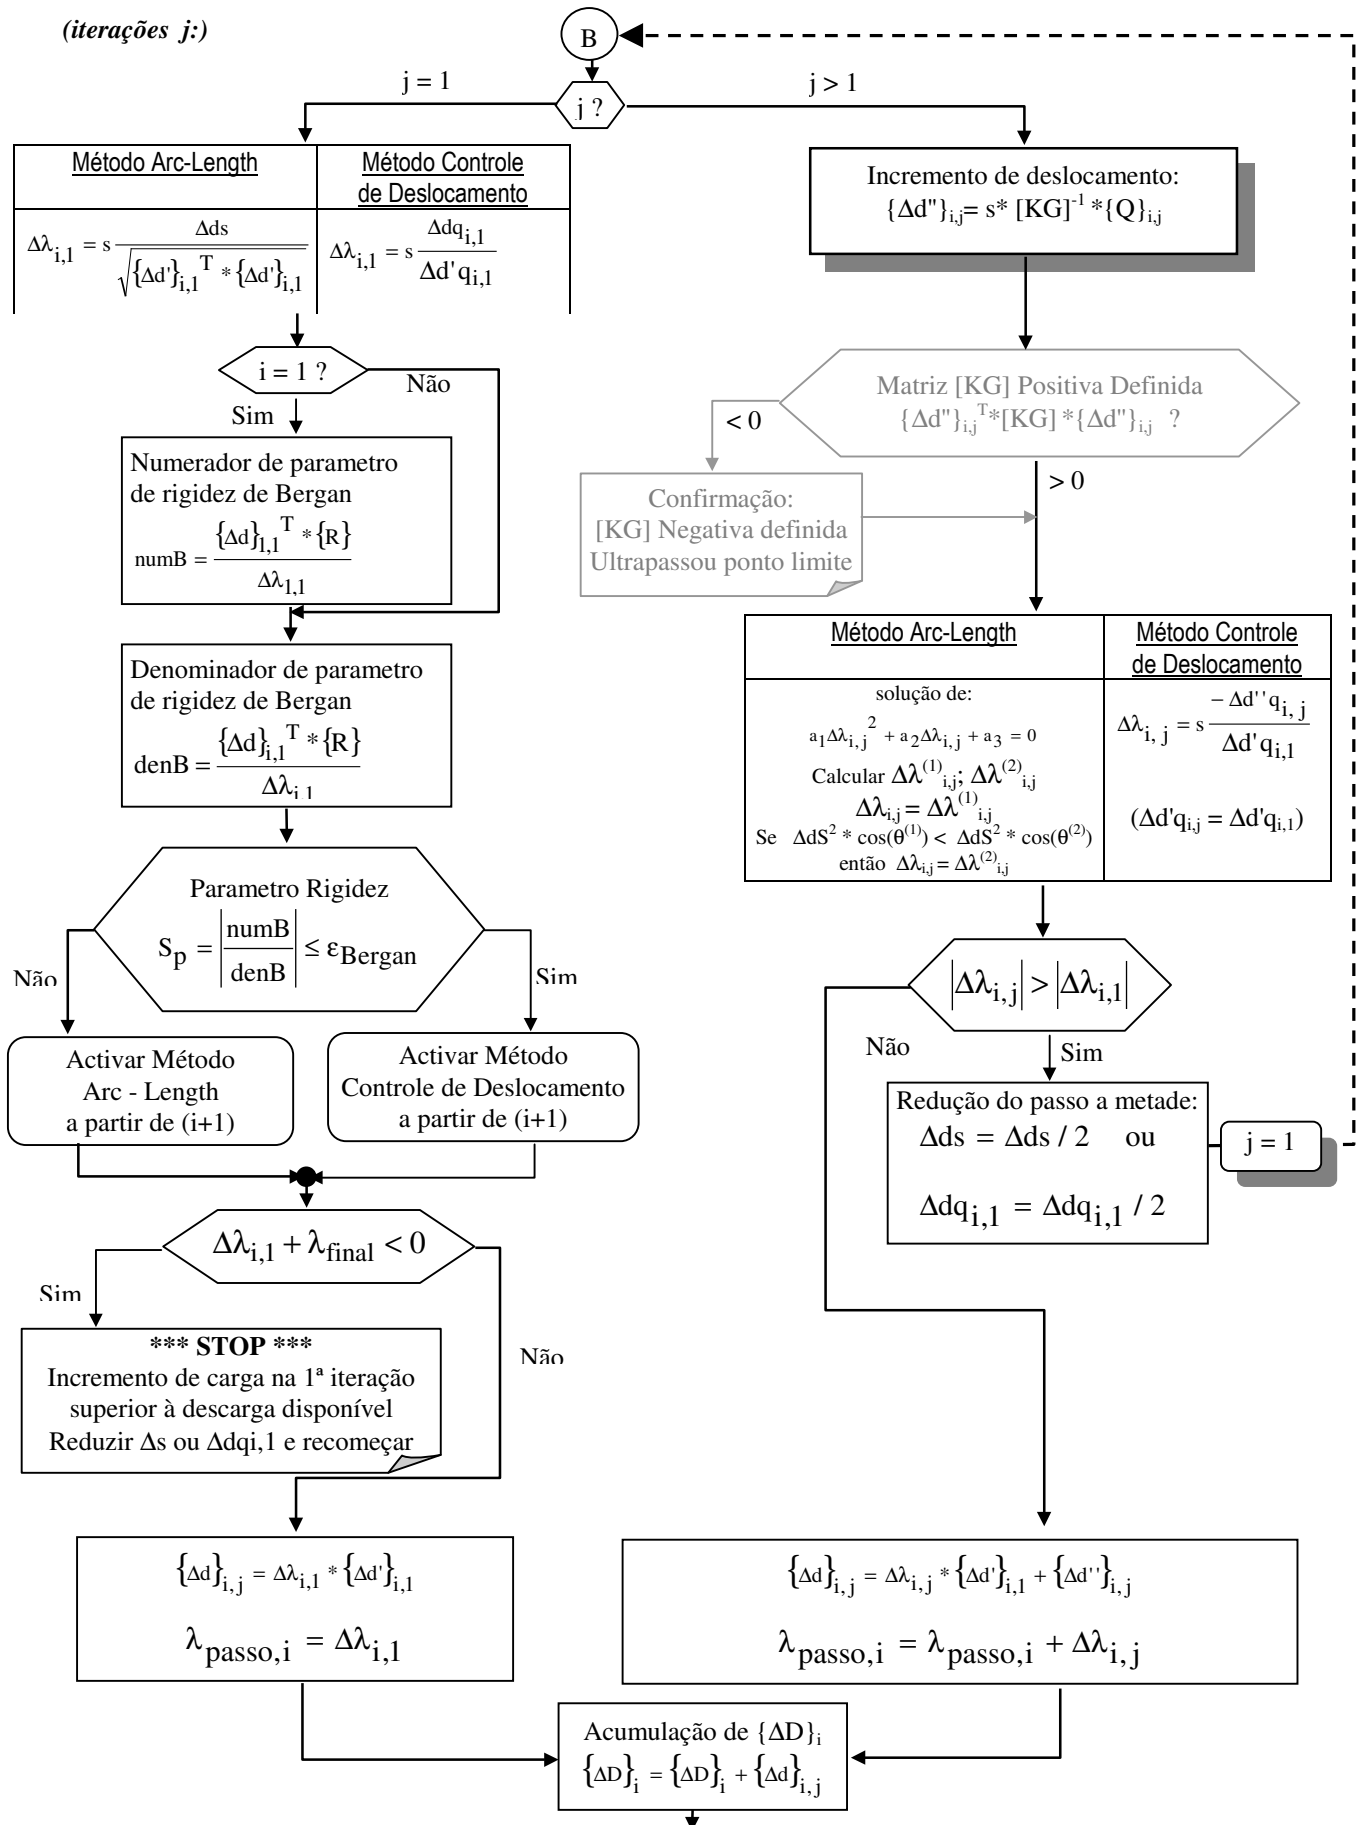 (iterações j:)
B
j ?
j = 1
j > 1
Método Arc-Length
Δλi,1 = s Δds / √({Δd'}i,1^T * {Δd'}i,1)
Método Controle
de Deslocamento
Δλi,1 = s Δdqi,1 / Δd'qi,1
i = 1 ?
Não
Sim
Numerador de parametro
de rigidez de Bergan
numB = {Δd}1,1^T * {R} / Δλ1,1
Denominador de parametro
de rigidez de Bergan
denB = {Δd}i,1^T * {R} / Δλi,1
Parametro Rigidez
Sp = |numB / denB| ≤ εBergan
Não
Sim
Activar Método
Arc - Length
a partir de (i+1)
Activar Método
Controle de Deslocamento
a partir de (i+1)
Δλi,1 + λfinal < 0
Sim
Não
*** STOP ***
Incremento de carga na 1ª iteração
superior à descarga disponível
Reduzir Δs ou Δdqi,1 e recomeçar
{Δd}i,j = Δλi,1 * {Δd'}i,1
λpasso,i = Δλi,1
Incremento de deslocamento:
{Δd"}i,j= s* [KG]^-1 *{Q}i,j
Matriz [KG] Positiva Definida
{Δd"}i,j^T*[KG] *{Δd"}i,j ?
< 0
> 0
Confirmação:
[KG] Negativa definida
Ultrapassou ponto limite
Método Arc-Length
solução de:
a1Δλi,j^2 + a2Δλi,j + a3 = 0
Calcular Δλ^(1)i,j; Δλ^(2)i,j
Δλi,j = Δλ^(1)i,j
Se ΔdS^2 * cos(θ^(1)) < ΔdS^2 * cos(θ^(2))
então Δλi,j = Δλ^(2)i,j
Método Controle
de Deslocamento
Δλi,j = s − Δd''qi,j / Δd'qi,1
(Δd'qi,j = Δd'qi,1)
|Δλi,j| > |Δλi,1|
Não
Sim
Redução do passo a metade:
Δds = Δds / 2 ou
Δdqi,1 = Δdqi,1 / 2
j = 1
{Δd}i,j = Δλi,j * {Δd'}i,1 + {Δd''}i,j
λpasso,i = λpasso,i + Δλi,j
Acumulação de {ΔD}i
{ΔD}i = {ΔD}i + {Δd}i,j